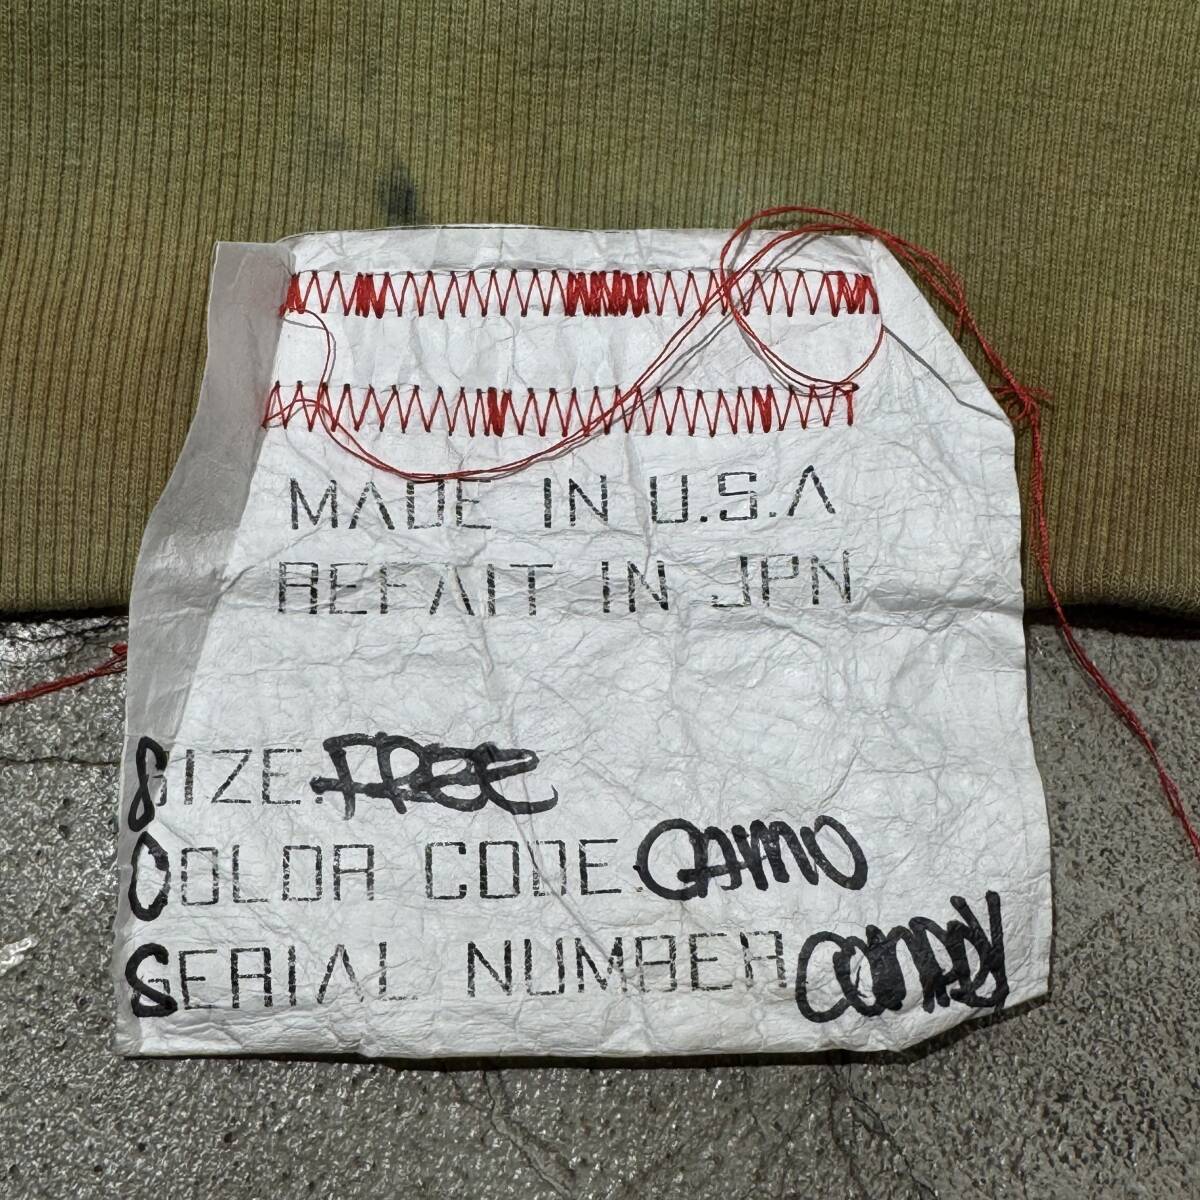 MADE IN U.S.A
REFAIT IN JPN
SIZE.FREE
COLOR CODE.CAMO
SERIAL NUMBER